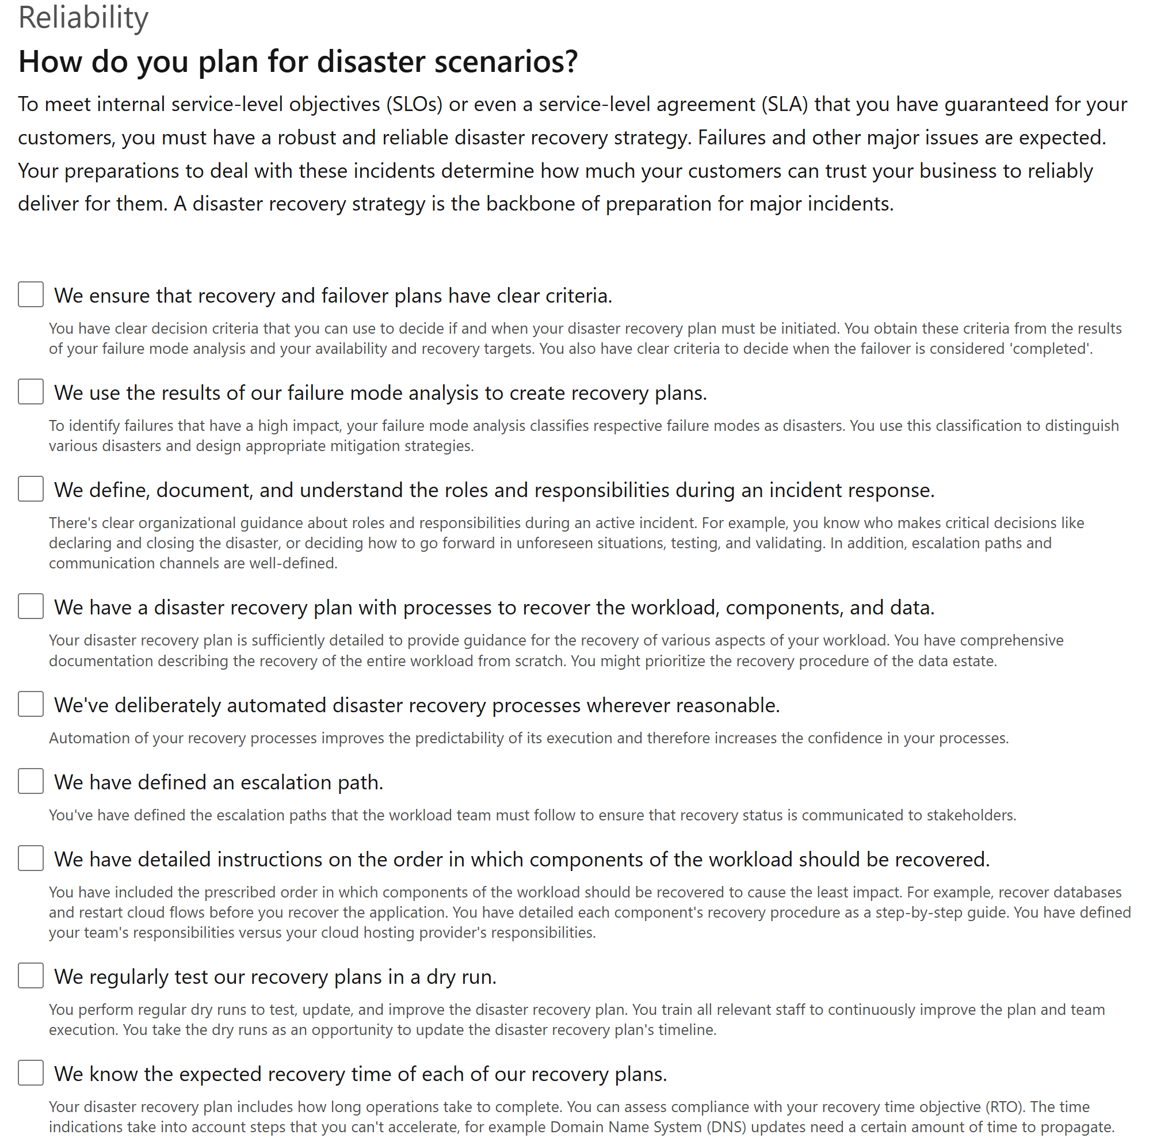 Reliability
How do you plan for disaster scenarios?
To meet internal service-level objectives (SLOs) or even a service-level agreement (SLA) that you have guaranteed for your
customers, you must have a robust and reliable disaster recovery strategy. Failures and other major issues are expected.
Your preparations to deal with these incidents determine how much your customers can trust your business to reliably
deliver for them. A disaster recovery strategy is the backbone of preparation for major incidents.
We ensure that recovery and failover plans have clear criteria.
You have clear decision criteria that you can use to decide if and when your disaster recovery plan must be initiated. You obtain these criteria from the results
of your failure mode analysis and your availability and recovery targets. You also have clear criteria to decide when the failover is considered 'completed'.
We use the results of our failure mode analysis to create recovery plans.
To identify failures that have a high impact, your failure mode analysis classifies respective failure modes as disasters. You use this classification to distinguish
various disasters and design appropriate mitigation strategies.
We define, document, and understand the roles and responsibilities during an incident response.
There's clear organizational guidance about roles and responsibilities during an active incident. For example, you know who makes critical decisions like
declaring and closing the disaster, or deciding how to go forward in unforeseen situations, testing, and validating. In addition, escalation paths and
communication channels are well-defined.
We have a disaster recovery plan with processes to recover the workload, components, and data.
Your disaster recovery plan is sufficiently detailed to provide guidance for the recovery of various aspects of your workload. You have comprehensive
documentation describing the recovery of the entire workload from scratch. You might prioritize the recovery procedure of the data estate.
We've deliberately automated disaster recovery processes wherever reasonable.
Automation of your recovery processes improves the predictability of its execution and therefore increases the confidence in your processes.
We have defined an escalation path.
You've have defined the escalation paths that the workload team must follow to ensure that recovery status is communicated to stakeholders.
We have detailed instructions on the order in which components of the workload should be recovered.
You have included the prescribed order in which components of the workload should be recovered to cause the least impact. For example, recover databases
and restart cloud flows before you recover the application. You have detailed each component's recovery procedure as a step-by-step guide. You have defined
your team's responsibilities versus your cloud hosting provider's responsibilities.
We regularly test our recovery plans in a dry run.
You perform regular dry runs to test, update, and improve the disaster recovery plan. You train all relevant staff to continuously improve the plan and team
execution. You take the dry runs as an opportunity to update the disaster recovery plan's timeline.
We know the expected recovery time of each of our recovery plans.
Your disaster recovery plan includes how long operations take to complete. You can assess compliance with your recovery time objective (RTO). The time
indications take into account steps that you can't accelerate, for example Domain Name System (DNS) updates need a certain amount of time to propagate.